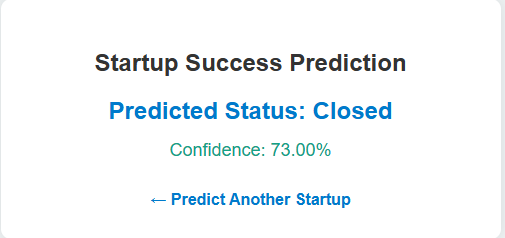 Startup Success Prediction
Predicted Status: Closed
Confidence: 73.00%
← Predict Another Startup